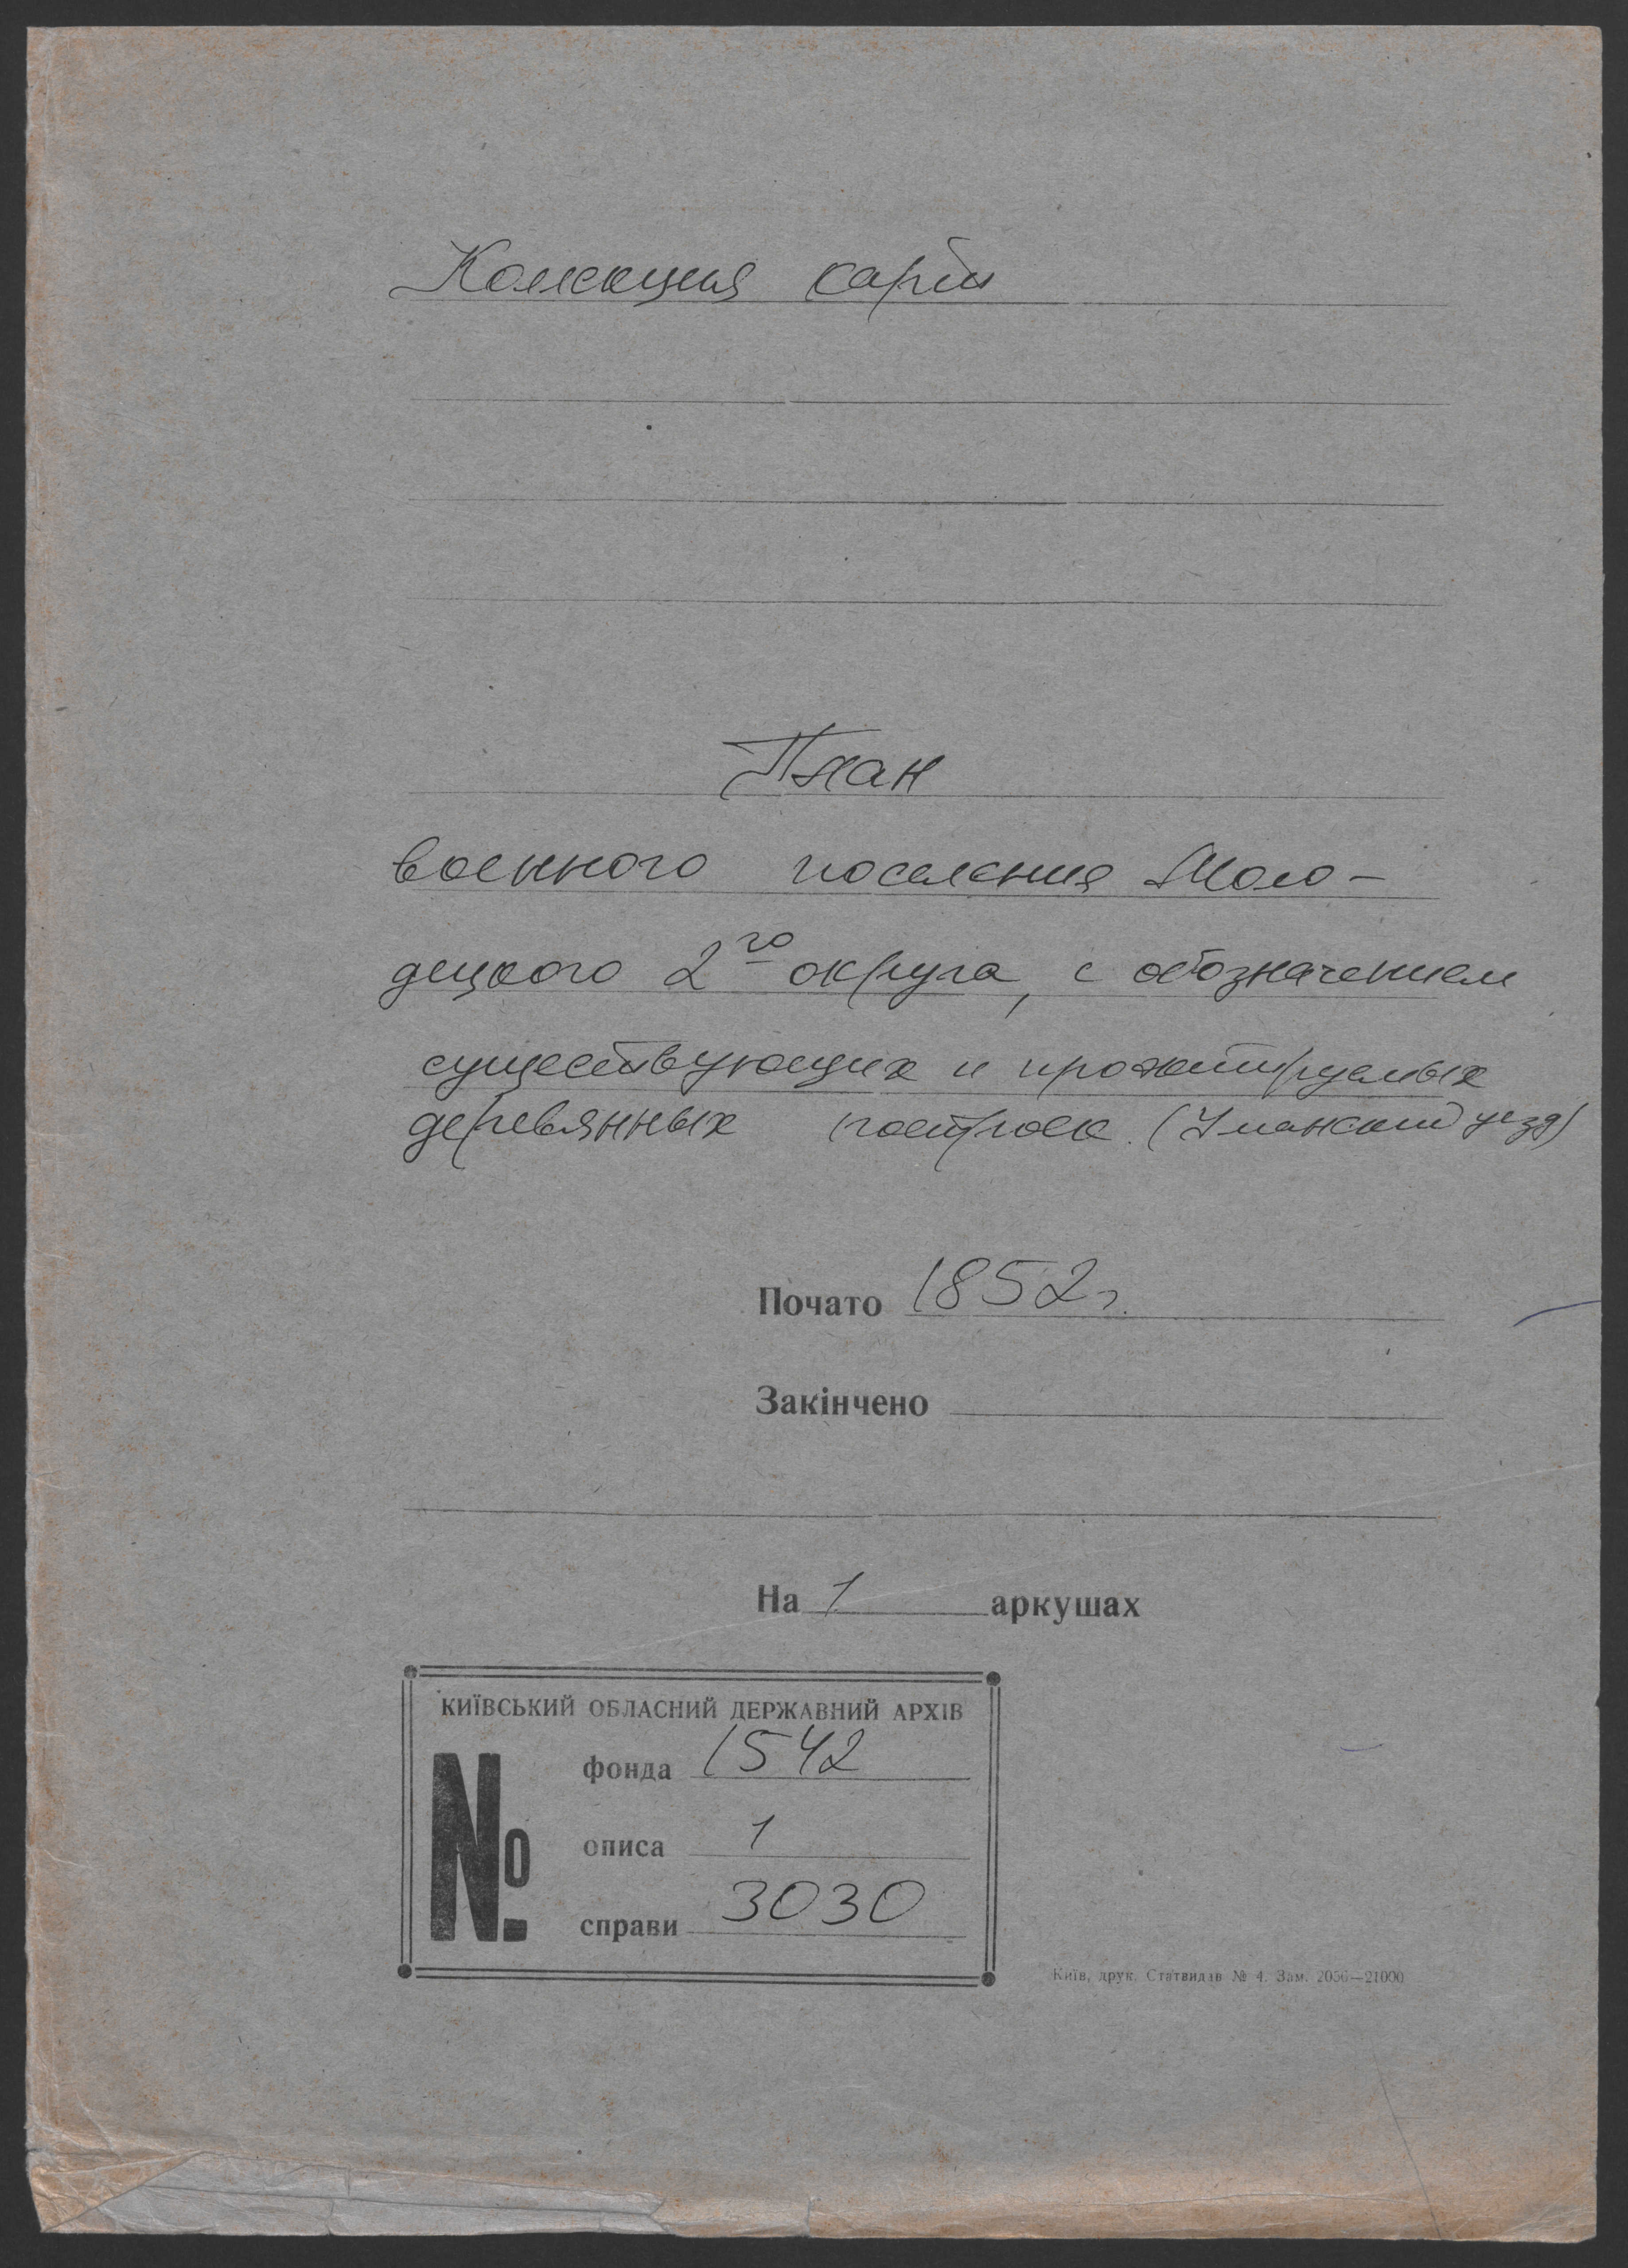 Коллекция карт
План
военного поселения Моло-
децкого 2го округа, с обозначением
существующих и проэктируемых
деревянных построек. (Уманский уезд)
Почато 1852 г.
Закінчено
На 1 аркушах
КИЇВСЬКИЙ ОБЛАСНИЙ ДЕРЖАВНИЙ АРХІВ
№
фонда 1542
описа 1
справи 3030
Київ, друк. Статвидав № 4. Зам. 2056—21000